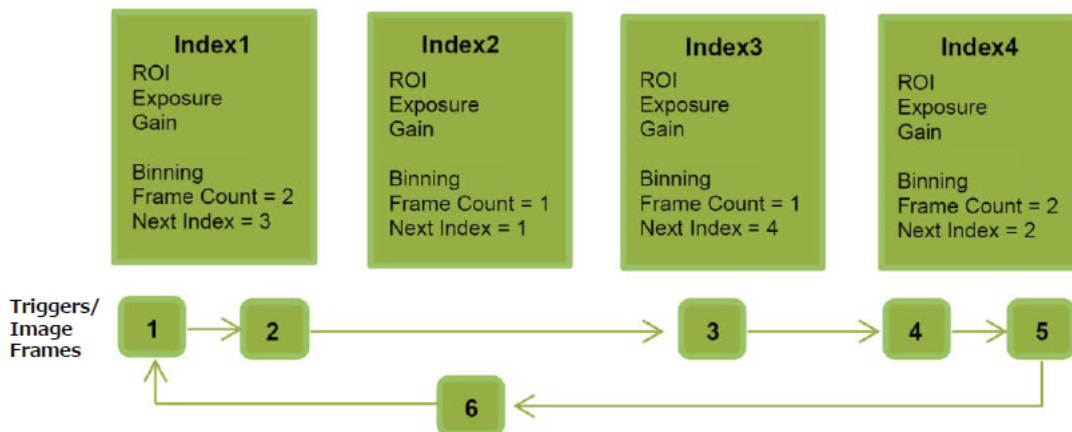 Index1
ROI
Exposure
Gain
Binning
Frame Count = 2
Next Index = 3
Index2
ROI
Exposure
Gain
Binning
Frame Count = 1
Next Index = 1
Index3
ROI
Exposure
Gain
Binning
Frame Count = 1
Next Index = 4
Index4
ROI
Exposure
Gain
Binning
Frame Count = 2
Next Index = 2
Triggers/
Image
Frames
1
2
3
4
5
6